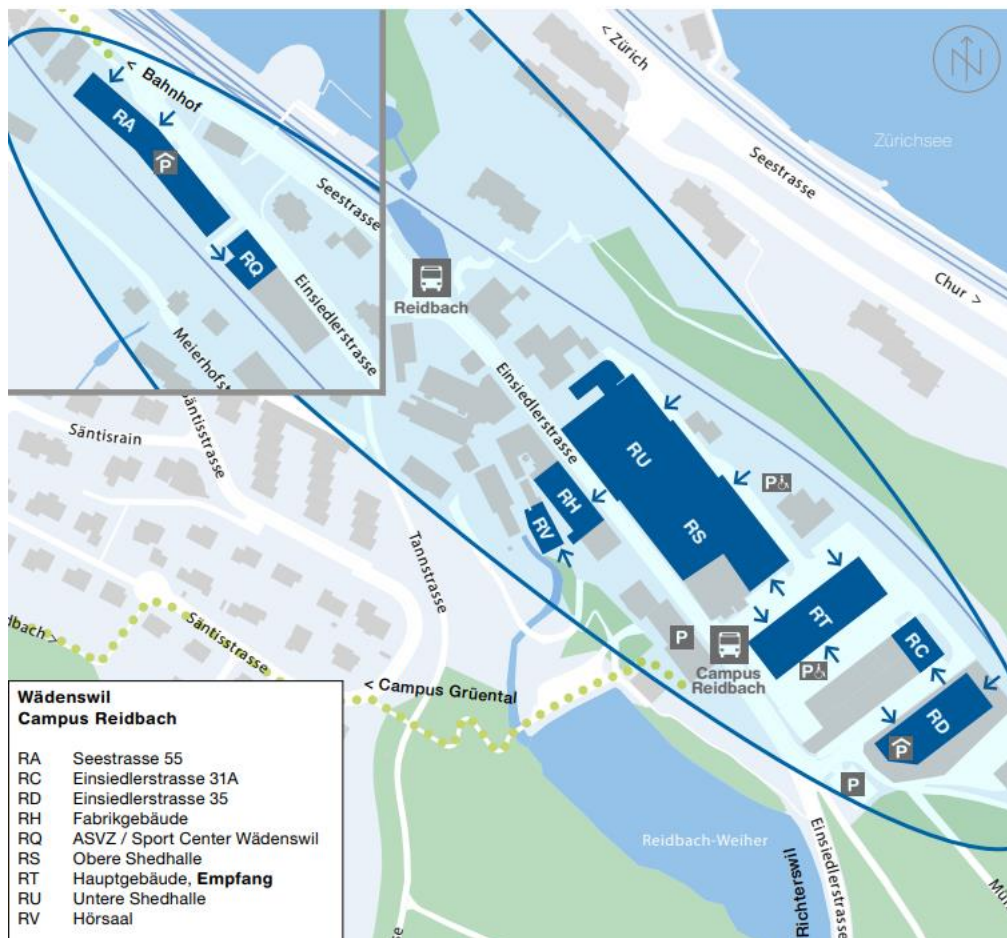 < Bahnhof
RA
P
RQ
Seestrasse
Einsiedlerstrasse
< Zürich
N
Zürichsee
Seestrasse
Chur >
Reidbach
Säntisrain
Säntisstrasse
Einsiedlerstrasse
RU
RH
RV
RS
P
Tannstrasse
RT
P
RC
RD
P
P
P
Campus
Reidbach
Säntisstrasse
< Campus Grüental
Reidbach-Weiher
Richterswil
Einsiedlerstrasse
Wädenswil
Campus Reidbach
RA Seestrasse 55
RC Einsiedlerstrasse 31A
RD Einsiedlerstrasse 35
RH Fabrikgebäude
RQ ASVZ / Sport Center Wädenswil
RS Obere Shedhalle
RT Hauptgebäude, Empfang
RU Untere Shedhalle
RV Hörsaal